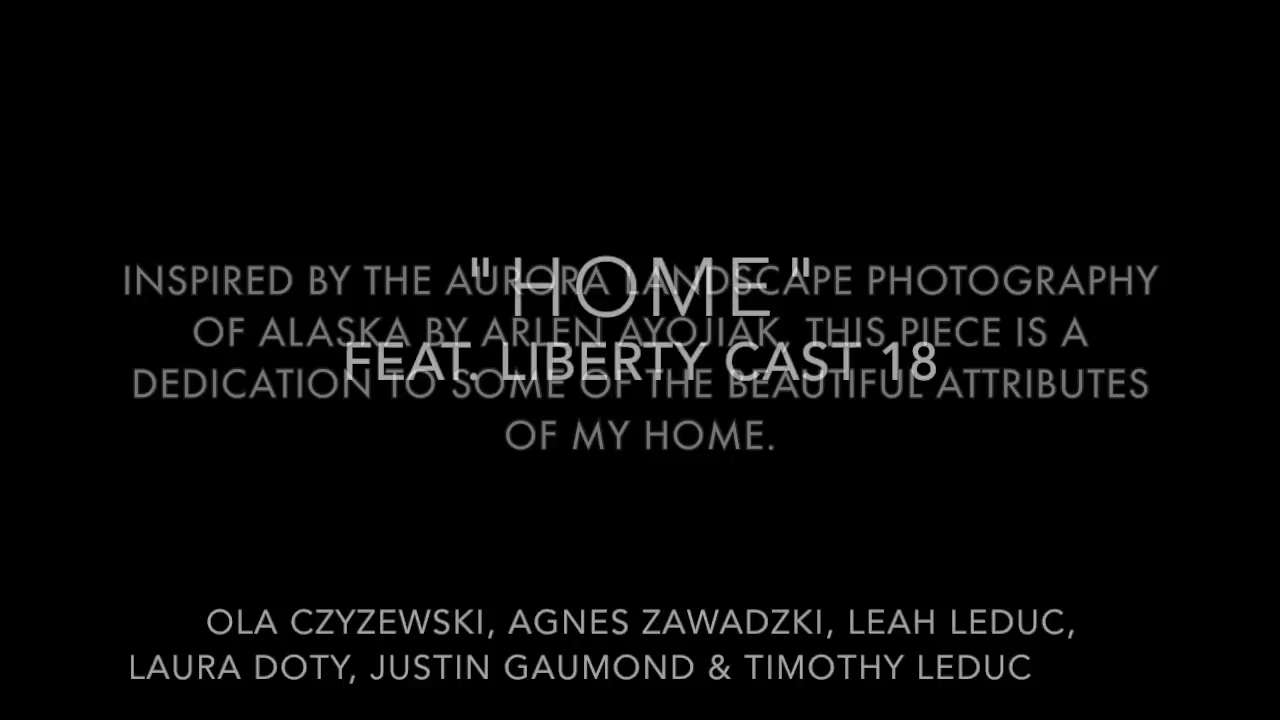 "HOME"
FEAT. LIBERTY CAST 18
INSPIRED BY THE AURORA LANDSCAPE PHOTOGRAPHY
OF ALASKA BY ARLEN AYOJIAK, THIS PIECE IS A
DEDICATION TO SOME OF THE BEAUTIFUL ATTRIBUTES
OF MY HOME.
OLA CZYZEWSKI, AGNES ZAWADZKI, LEAH LEDUC,
LAURA DOTY, JUSTIN GAUMOND & TIMOTHY LEDUC